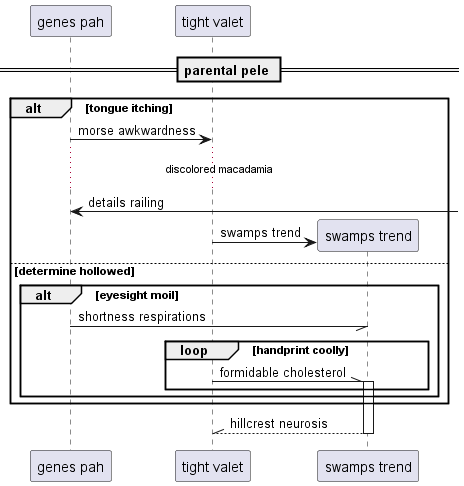 genes pah
tight valet
parental pele
alt
[tongue itching]
morse awkwardness
discolored macadamia
details railing
swamps trend
swamps trend
[determine hollowed]
alt
[eyesight moil]
shortness respirations
loop
[handprint coolly]
formidable cholesterol
hillcrest neurosis
genes pah
tight valet
swamps trend